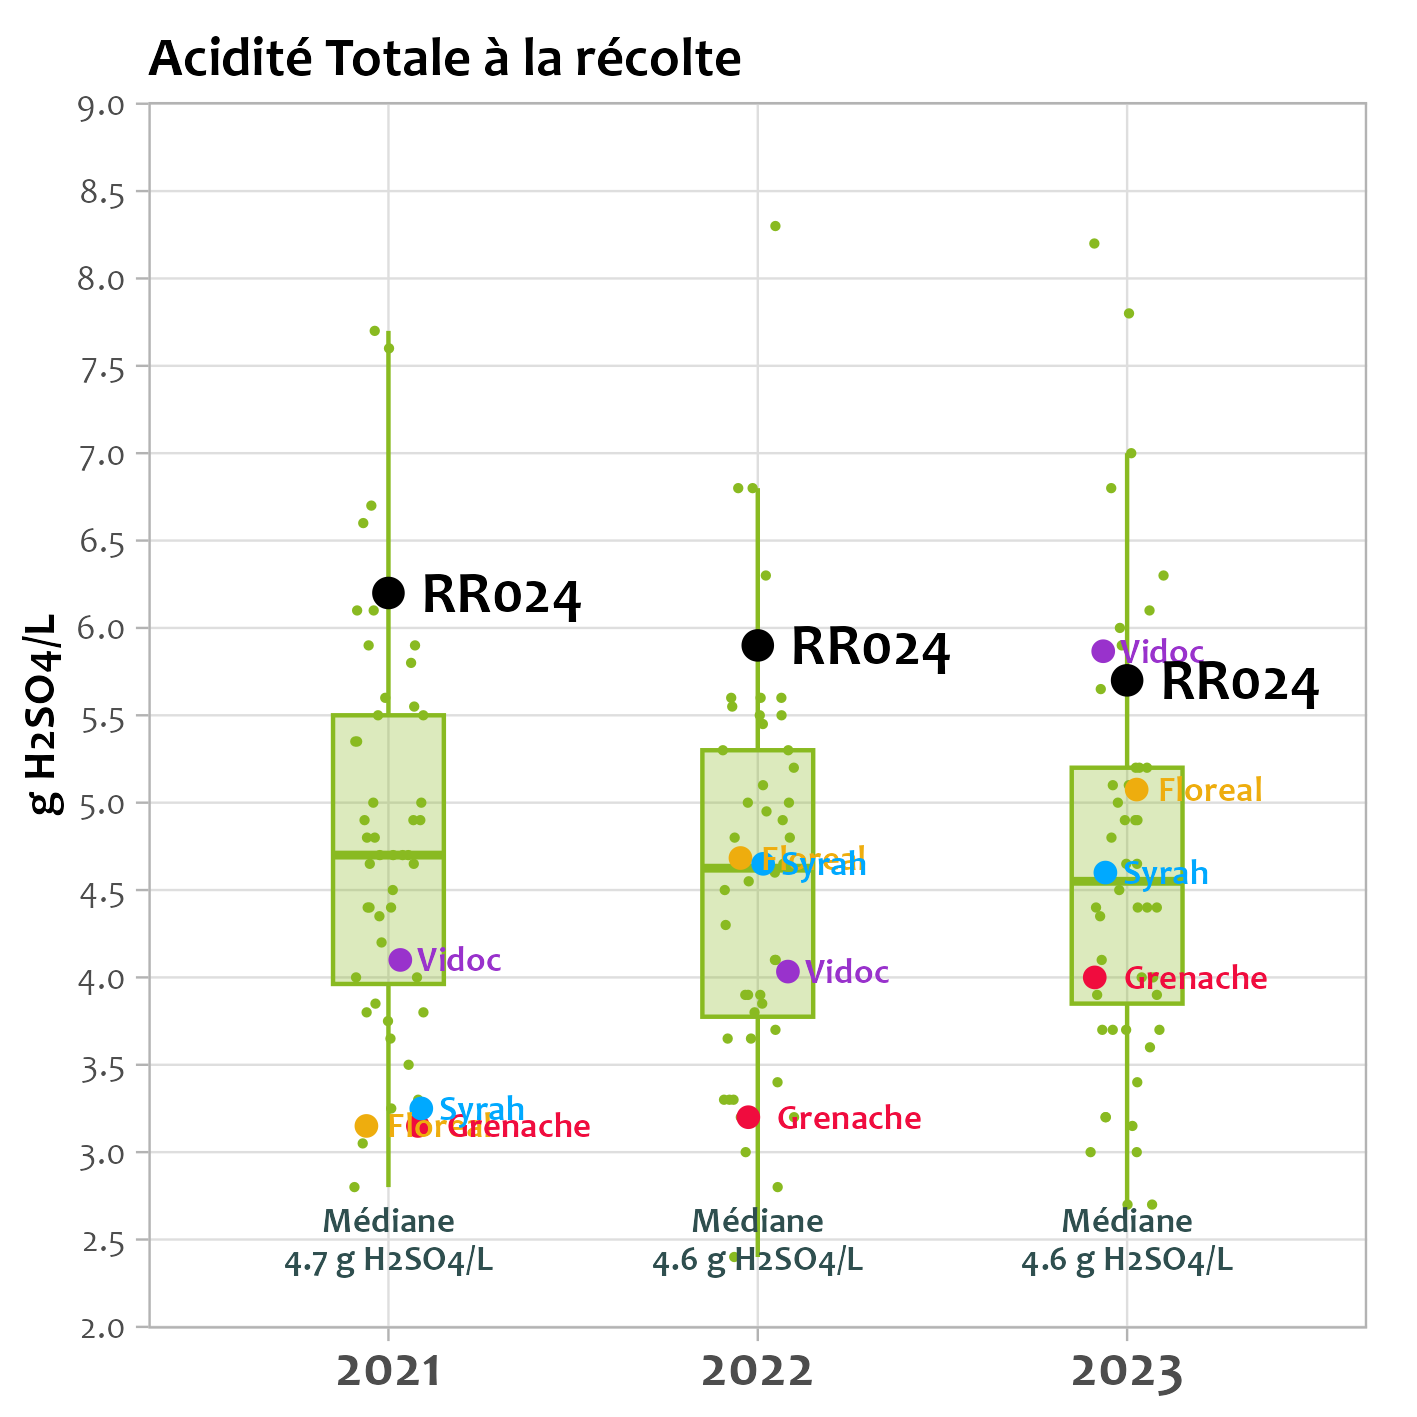 Acidité Totale à la récolte
g H2SO4/L
9.0
8.5
8.0
7.5
7.0
6.5
6.0
5.5
5.0
4.5
4.0
3.5
3.0
2.5
2.0
RR024
Vidoc
Syrah
Floreal
Grenache
Médiane
4.7 g H2SO4/L
RR024
Floreal
Syrah
Vidoc
Grenache
Médiane
4.6 g H2SO4/L
Vidoc
RR024
Floreal
Syrah
Grenache
Médiane
4.6 g H2SO4/L
2021
2022
2023